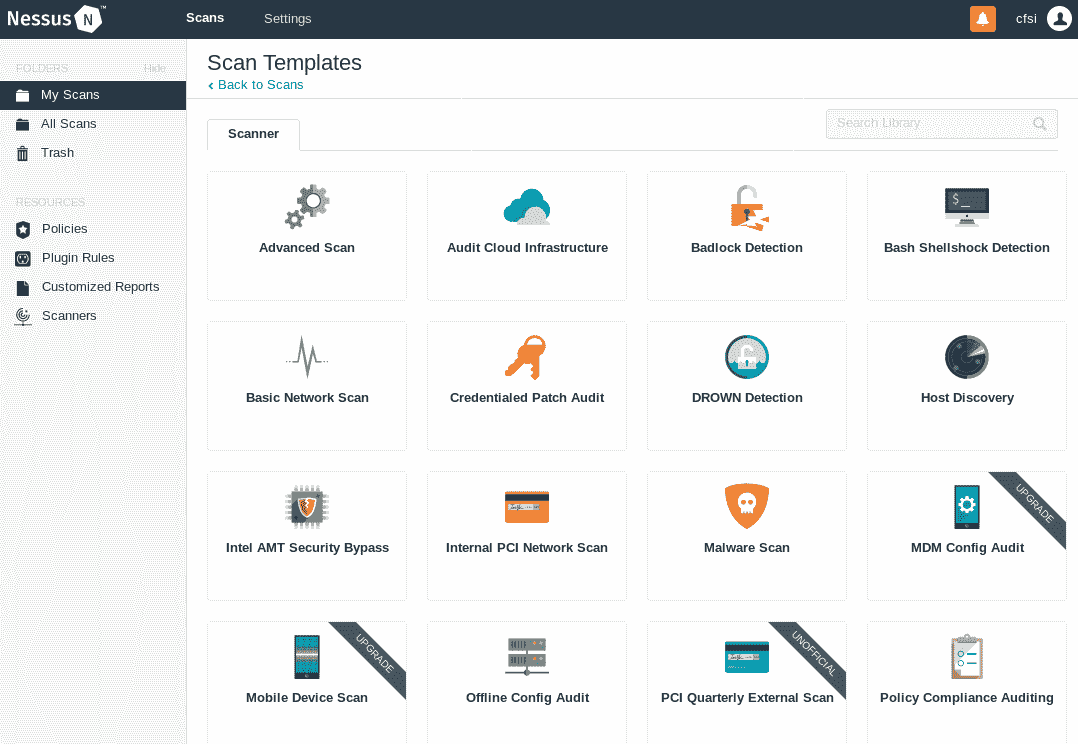 Nessus N ™
Scans
Settings
cfsi
FOLDERS
Hide
My Scans
All Scans
Trash
RESOURCES
Policies
Plugin Rules
Customized Reports
Scanners
Scan Templates
‹ Back to Scans
Scanner
Search Library
Advanced Scan
Audit Cloud Infrastructure
Badlock Detection
Bash Shellshock Detection
$_
Basic Network Scan
Credentialed Patch Audit
DROWN Detection
Host Discovery
Intel AMT Security Bypass
Internal PCI Network Scan
Malware Scan
MDM Config Audit
UPGRADE
Mobile Device Scan
UPGRADE
Offline Config Audit
PCI Quarterly External Scan
UNOFFICIAL
Policy Compliance Auditing